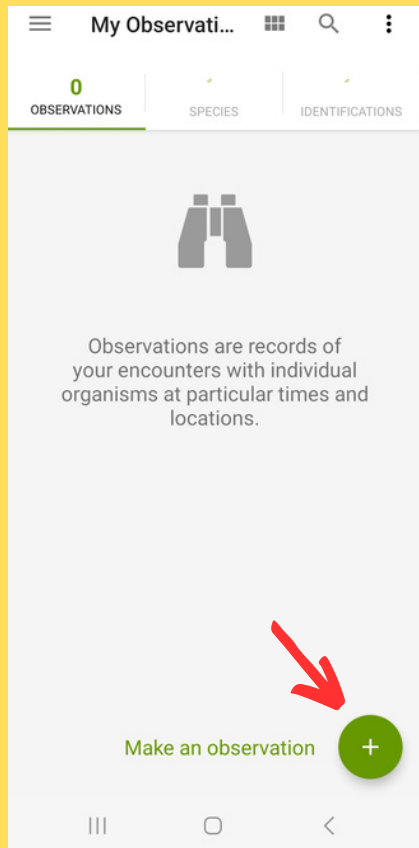 My Observati...
0
OBSERVATIONS
SPECIES
IDENTIFICATIONS
Observations are records of
your encounters with individual
organisms at particular times and
locations.
Make an observation
+